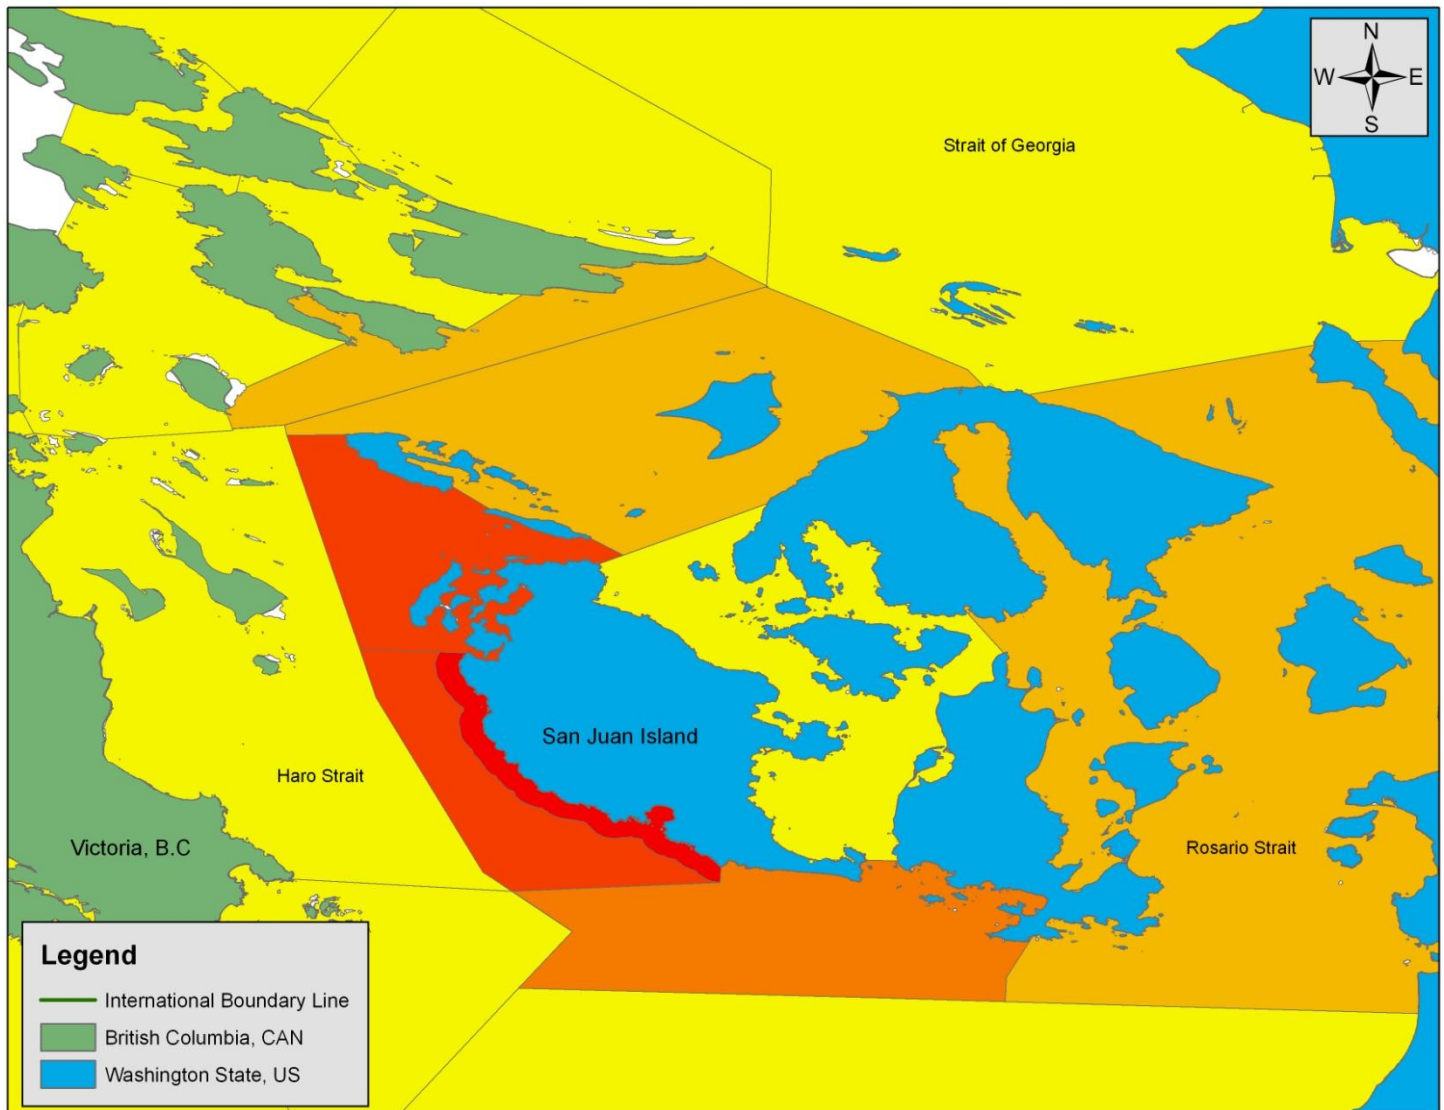 N
W E
S
Strait of Georgia
San Juan Island
Haro Strait
Victoria, B.C
Rosario Strait
Legend
International Boundary Line
British Columbia, CAN
Washington State, US